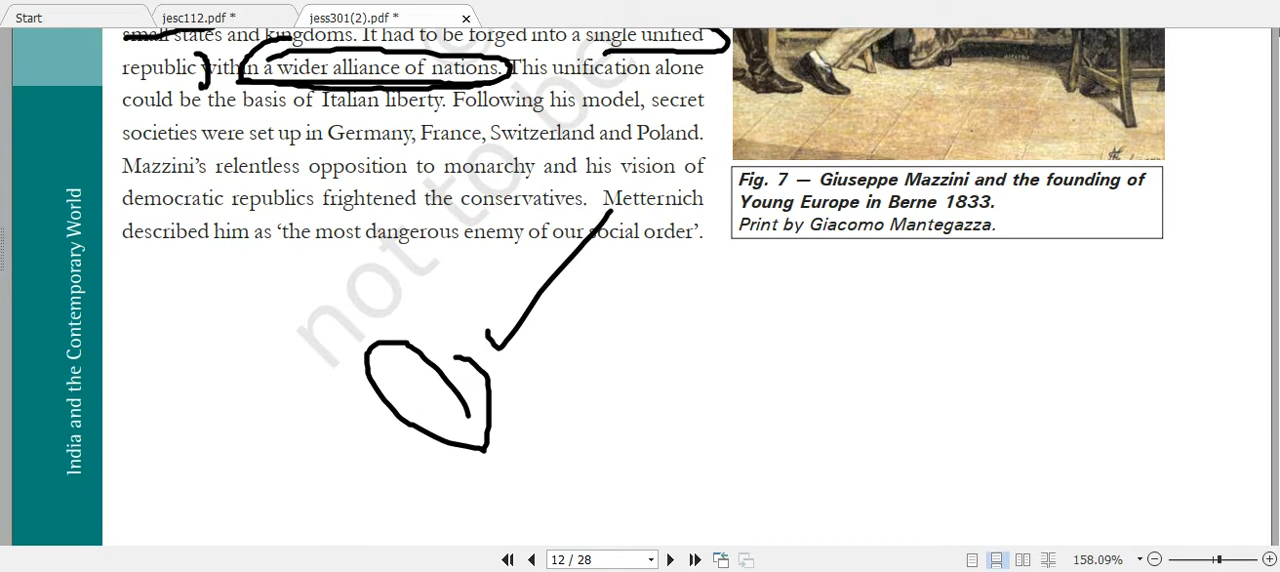 Start
jesc112.pdf *
jess301(2).pdf *
small states and kingdoms. It had to be forged into a single unified
republic within a wider alliance of nations. This unification alone
could be the basis of Italian liberty. Following his model, secret
societies were set up in Germany, France, Switzerland and Poland.
Mazzini's relentless opposition to monarchy and his vision of
democratic republics frightened the conservatives. Metternich
described him as 'the most dangerous enemy of our social order'.
Fig. 7 — Giuseppe Mazzini and the founding of
Young Europe in Berne 1833.
Print by Giacomo Mantegazza.
India and the Contemporary World
not to be
12 / 28
158.09%